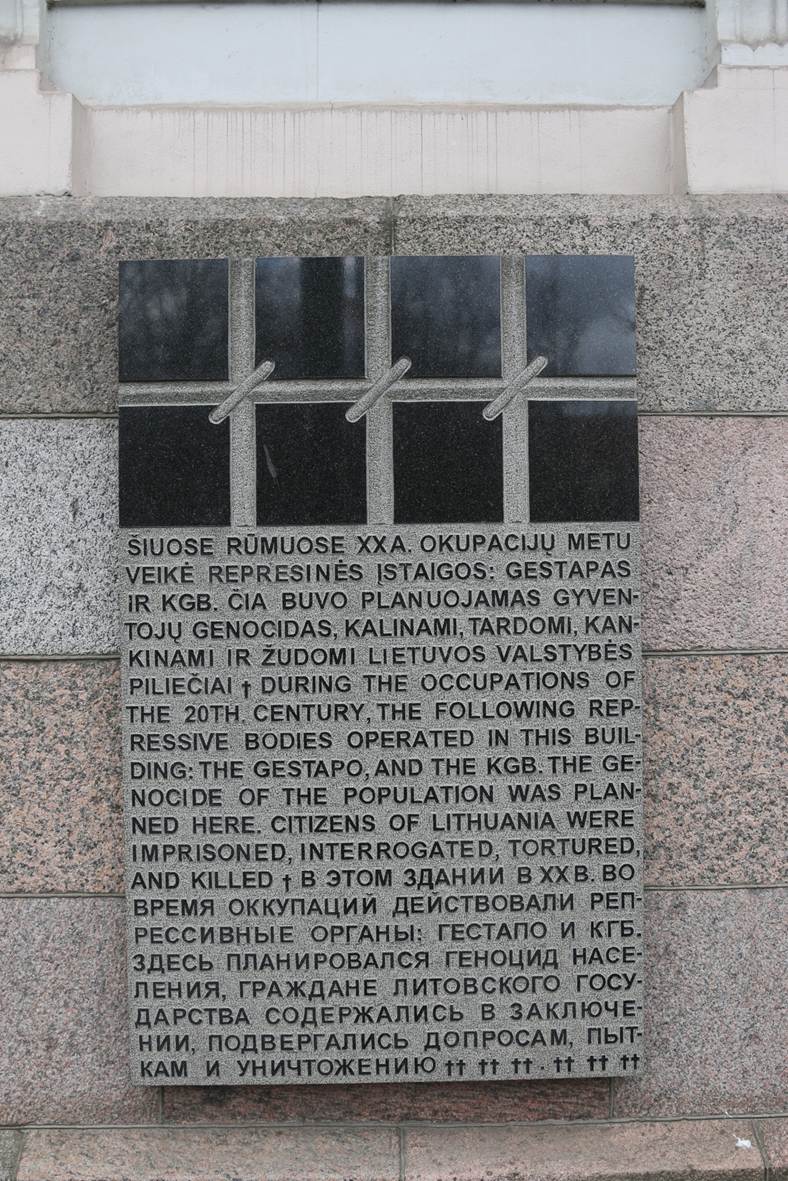 ŠIUOSE RŪMUOSE XXA. OKUPACIJŲ METU
VEIKĖ REPRESINĖS ĮSTAIGOS: GESTAPAS
IR KGB. ČIA BUVO PLANUOJAMAS GYVEN-
TOJŲ GENOCIDAS, KALINAMI, TARDOMI, KAN-
KINAMI IR ŽUDOMI LIETUVOS VALSTYBĖS
PILIEČIAI † DURING THE OCCUPATIONS OF
THE 20TH. CENTURY, THE FOLLOWING REP-
RESSIVE BODIES OPERATED IN THIS BUIL-
DING: THE GESTAPO, AND THE KGB. THE GE-
NOCIDE OF THE POPULATION WAS PLAN-
NED HERE. CITIZENS OF LITHUANIA WERE
IMPRISONED, INTERROGATED, TORTURED,
AND KILLED † В ЭТОМ ЗДАНИИ В XX В. ВО
ВРЕМЯ ОККУПАЦИЙ ДЕЙСТВОВАЛИ РЕП-
РЕССИВНЫЕ ОРГАНЫ: ГЕСТАПО И КГБ.
ЗДЕСЬ ПЛАНИРОВАЛСЯ ГЕНОЦИД НАСЕ-
ЛЕНИЯ, ГРАЖДАНЕ ЛИТОВСКОГО ГОСУ-
ДАРСТВА СОДЕРЖАЛИСЬ В ЗАКЛЮЧЕ-
НИИ, ПОДВЕРГАЛИСЬ ДОПРОСАМ, ПЫТ-
КАМ И УНИЧТОЖЕНИЮ †† †† †† · †† †† ††